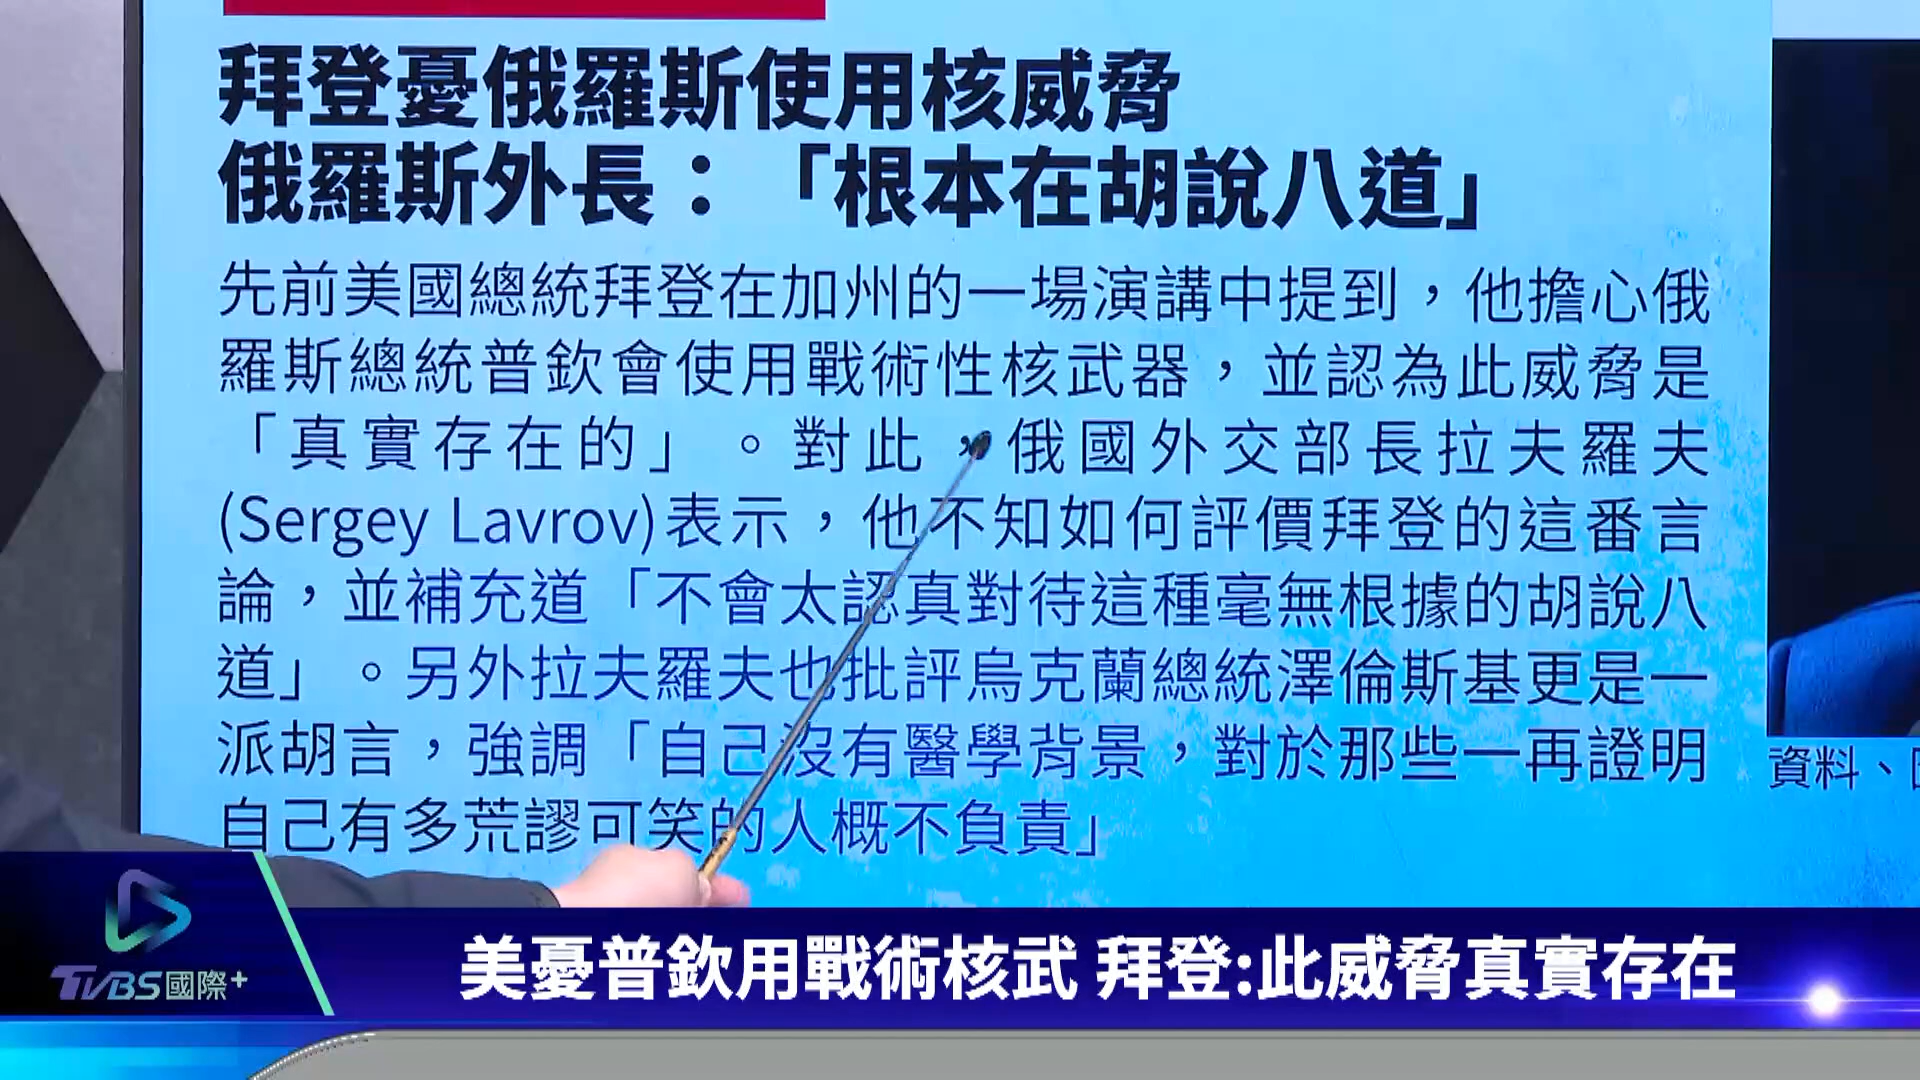 拜登憂俄羅斯使用核威脅
俄羅斯外長：「根本在胡說八道」
先前美國總統拜登在加州的一場演講中提到，他擔心俄
羅斯總統普欽會使用戰術性核武器，並認為此威脅是
「真實存在的」。對此，俄國外交部長拉夫羅夫
(Sergey Lavrov)表示，他不知如何評價拜登的這番言
論，並補充道「不會太認真對待這種毫無根據的胡說八
道」。另外拉夫羅夫也批評烏克蘭總統澤倫斯基更是一
派胡言，強調「自己沒有醫學背景，對於那些一再證明
自己有多荒謬可笑的人概不負責」
資料、
TVBS國際+
美憂普欽用戰術核武 拜登:此威脅真實存在